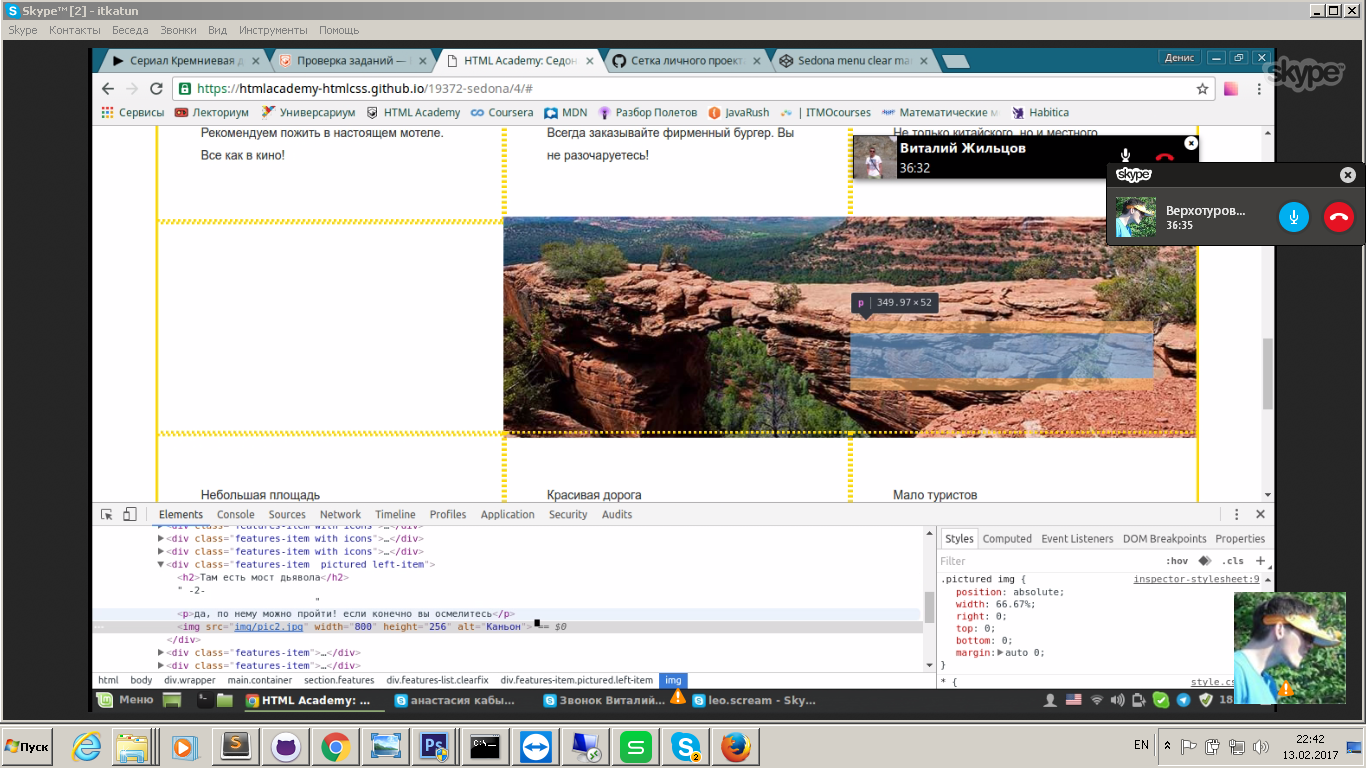 Skype™ [2] - itkatun
Skype Контакты Беседа Звонки Вид Инструменты Помощь
Сериал Кремниевая д
Проверка заданий —
HTML Academy: Седон
Сетка личного проект
Sedona menu clear ma
Денис
skype
https://htmlacademy-htmlcss.github.io/19372-sedona/4/#
Сервисы Лекториум Универсариум HTML Academy Coursera MDN Разбор Полетов JavaRush ITMOcourses Математические м Habitica
Рекомендуем пожить в настоящем мотеле.
Все как в кино!
Всегда заказывайте фирменный бургер. Вы
не разочаруетесь!
Не только китайского, но и местного
Виталий Жильцов
36:32
skype
Верхотуров...
36:35
p 349.97 × 52
Небольшая площадь
Красивая дорога
Мало туристов
Elements Console Sources Network Timeline Profiles Application Security Audits
<div class="features-item with icons">…</div>
<div class="features-item with icons">…</div>
<div class="features-item with icons">…</div>
<div class="features-item  pictured left-item">
<h2>Там есть мост дьявола</h2>
" -2-
"
<p>да, по нему можно пройти! если конечно вы осмелитесь</p>
<img src="img/pic2.jpg" width="800" height="256" alt="Каньон"> == $0
</div>
<div class="features-item">…</div>
<div class="features-item">…</div>
html body div.wrapper main.container section.features div.features-list.clearfix div.features-item.pictured.left-item img
Styles Computed Event Listeners DOM Breakpoints Properties
Filter :hov .cls +
.pictured img { inspector-stylesheet:9
position: absolute;
width: 66.67%;
right: 0;
top: 0;
bottom: 0;
margin: auto 0;
}
* { style.cs
Меню
HTML Academy: ...
анастасия кабы...
Звонок Виталий...
leo.scream - Sky...
18
Пуск
2
EN
22:42
13.02.2017